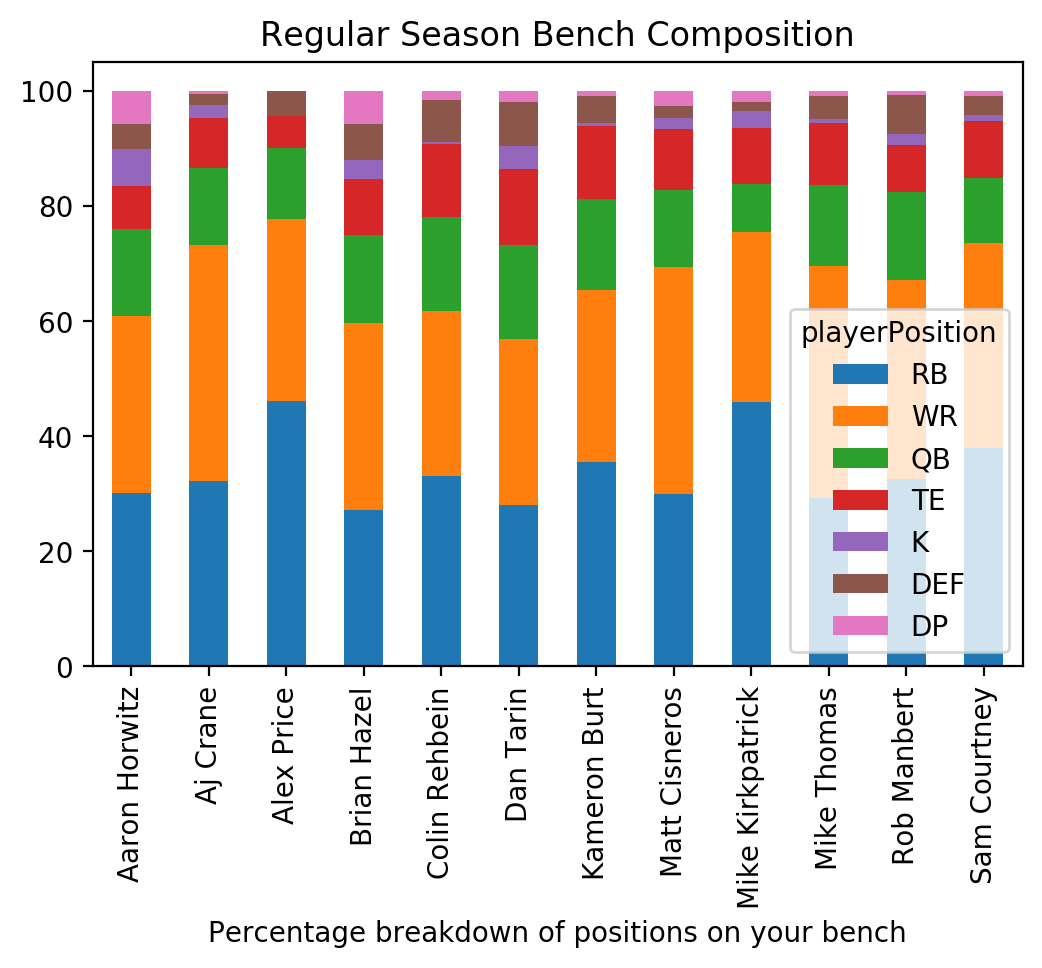 Regular Season Bench Composition
100
80
60
40
20
0
playerPosition
RB
WR
QB
TE
K
DEF
DP
Aaron Horwitz
Aj Crane
Alex Price
Brian Hazel
Colin Rehbein
Dan Tarin
Kameron Burt
Matt Cisneros
Mike Kirkpatrick
Mike Thomas
Rob Manbert
Sam Courtney
Percentage breakdown of positions on your bench